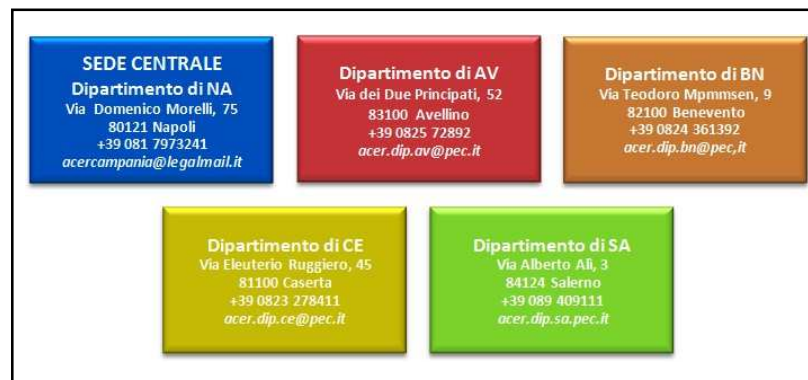 SEDE CENTRALE
Dipartimento di NA
Via Domenico Morelli, 75
80121 Napoli
+39 081 7973241
acercampania@legalmail.it
Dipartimento di AV
Via dei Due Principati, 52
83100 Avellino
+39 0825 72892
acer.dip.av@pec.it
Dipartimento di BN
Via Teodoro Mpmmsen, 9
82100 Benevento
+39 0824 361392
acer.dip.bn@pec,it
Dipartimento di CE
Via Eleuterio Ruggiero, 45
81100 Caserta
+39 0823 278411
acer.dip.ce@pec.it
Dipartimento di SA
Via Alberto Alì, 3
84124 Salerno
+39 089 409111
acer.dip.sa.pec.it